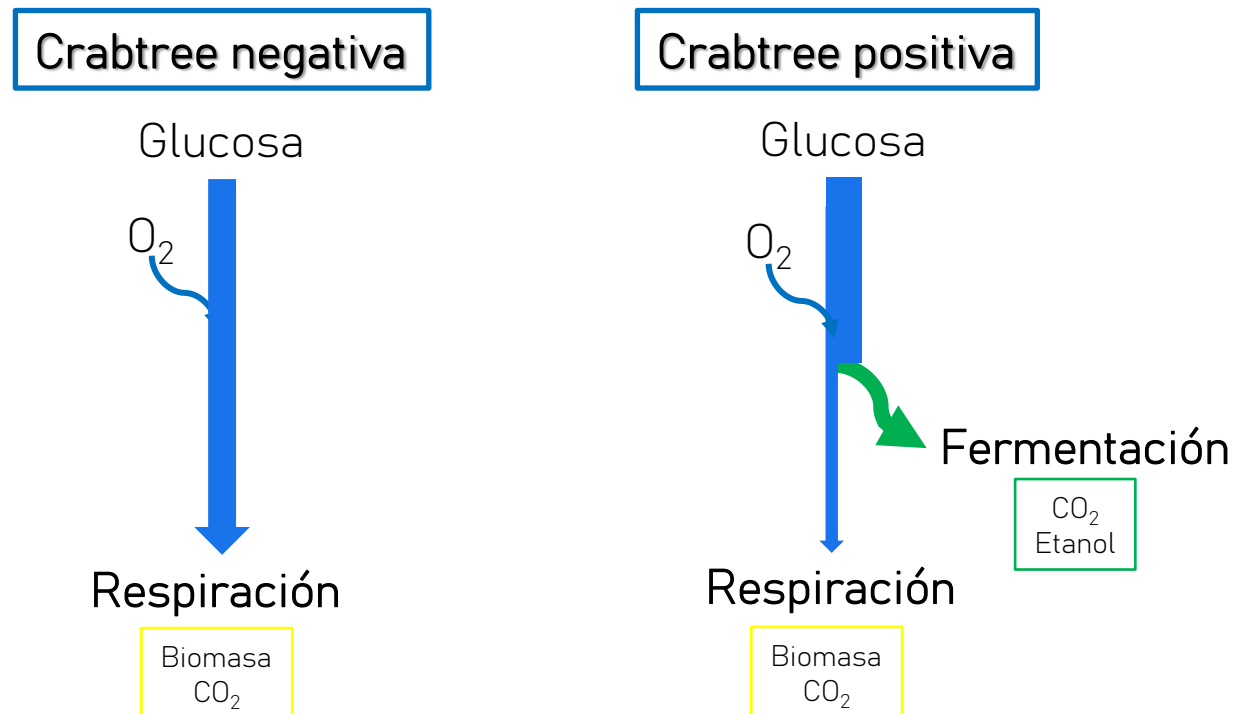 Crabtree negativa
Glucosa
O₂
Respiración
Biomasa
CO₂
Crabtree positiva
Glucosa
O₂
Fermentación
CO₂
Etanol
Respiración
Biomasa
CO₂